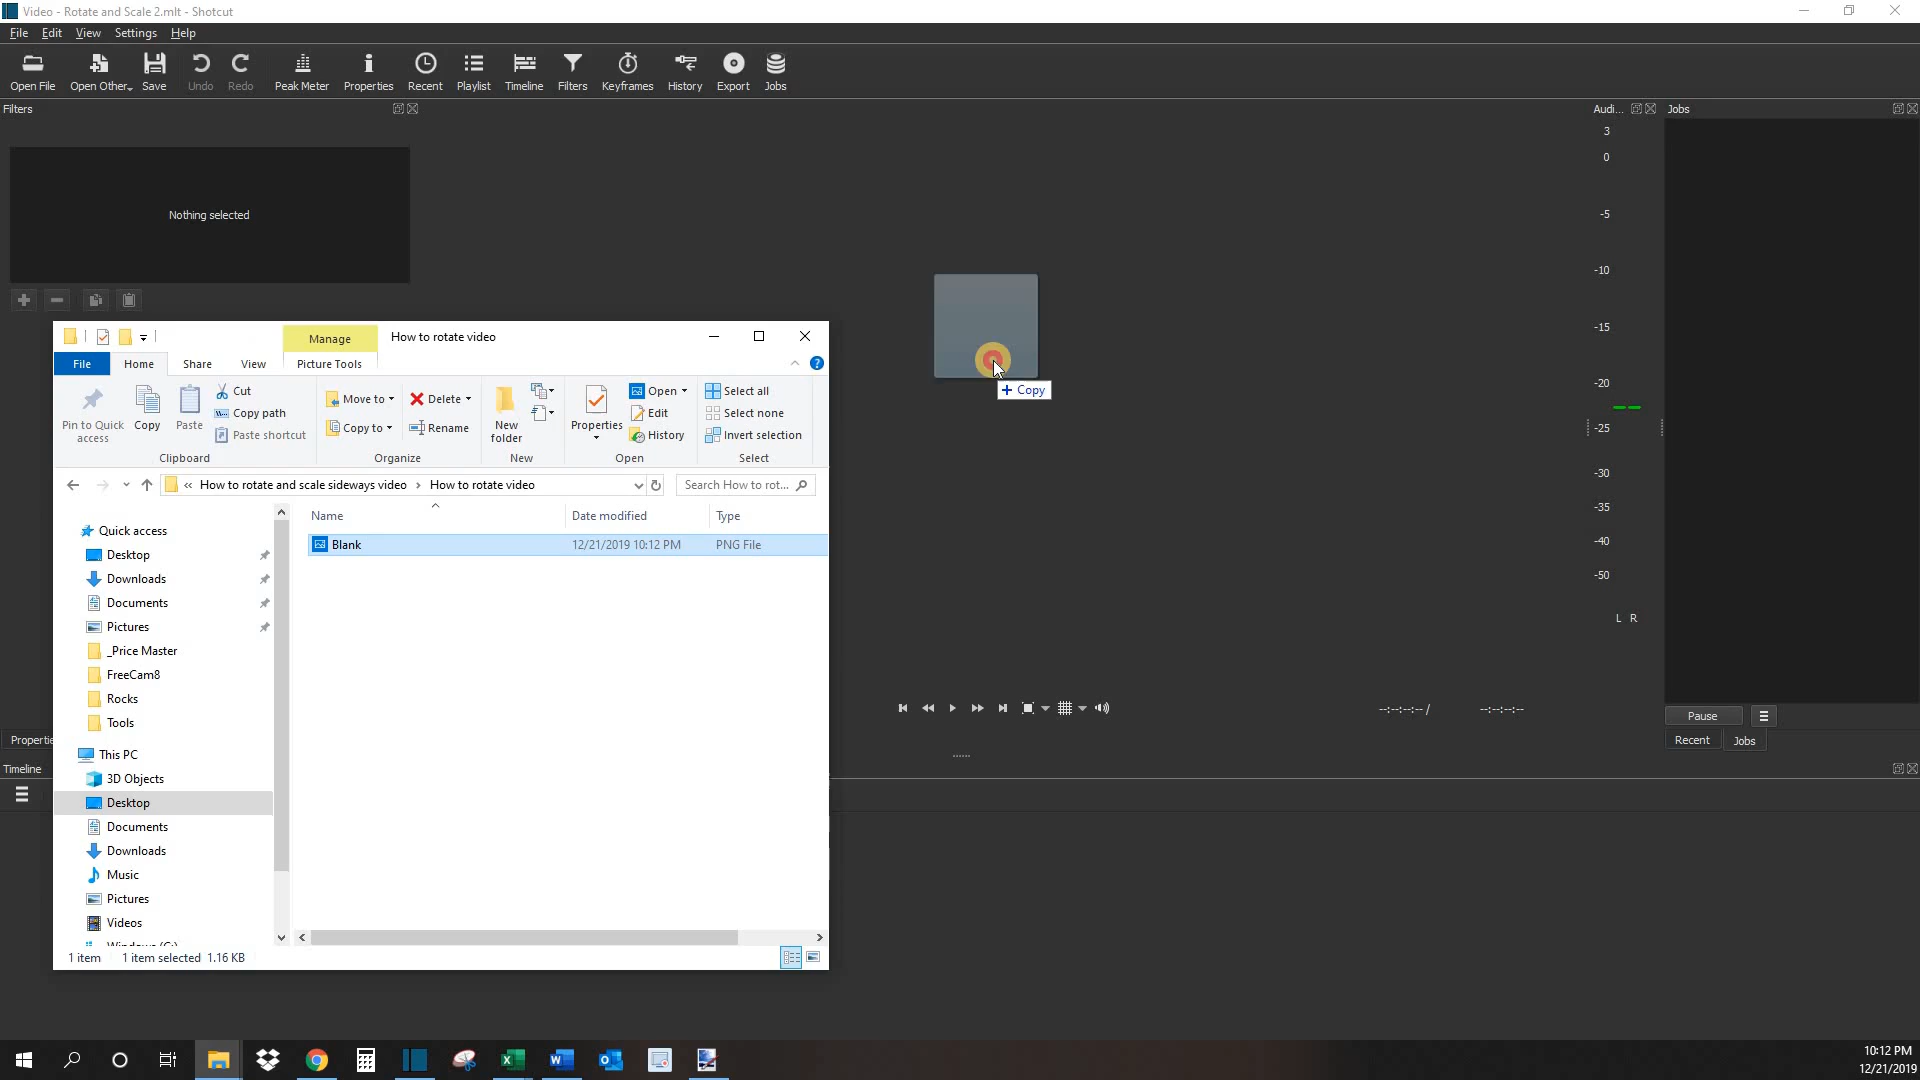 Video - Rotate and Scale 2.mlt - Shotcut
File Edit View Settings Help
Open File Open Other Save Undo Redo Peak Meter Properties Recent Playlist Timeline Filters Keyframes History Export Jobs
Filters
Audi...
Jobs
3
0
-5
-10
-15
-20
-25
-30
-35
-40
-50
L R
Nothing selected
Manage
How to rotate video
File Home Share View Picture Tools
Pin to Quick access
Copy
Paste
Cut
Copy path
Paste shortcut
Clipboard
Move to
Copy to
Delete
Rename
Organize
New folder
New
Properties
Open
Edit
History
Open
Select all
Select none
Invert selection
Select
« How to rotate and scale sideways video › How to rotate video
Search How to rot...
Name Date modified Type
Blank 12/21/2019 10:12 PM PNG File
Quick access
Desktop
Downloads
Documents
Pictures
_Price Master
FreeCam8
Rocks
Tools
This PC
3D Objects
Desktop
Documents
Downloads
Music
Pictures
Videos
1 item 1 item selected 1.16 KB
+ Copy
--:--:--:-- / --:--:--:--
Pause
Recent Jobs
Propertie
Timeline
10:12 PM
12/21/2019